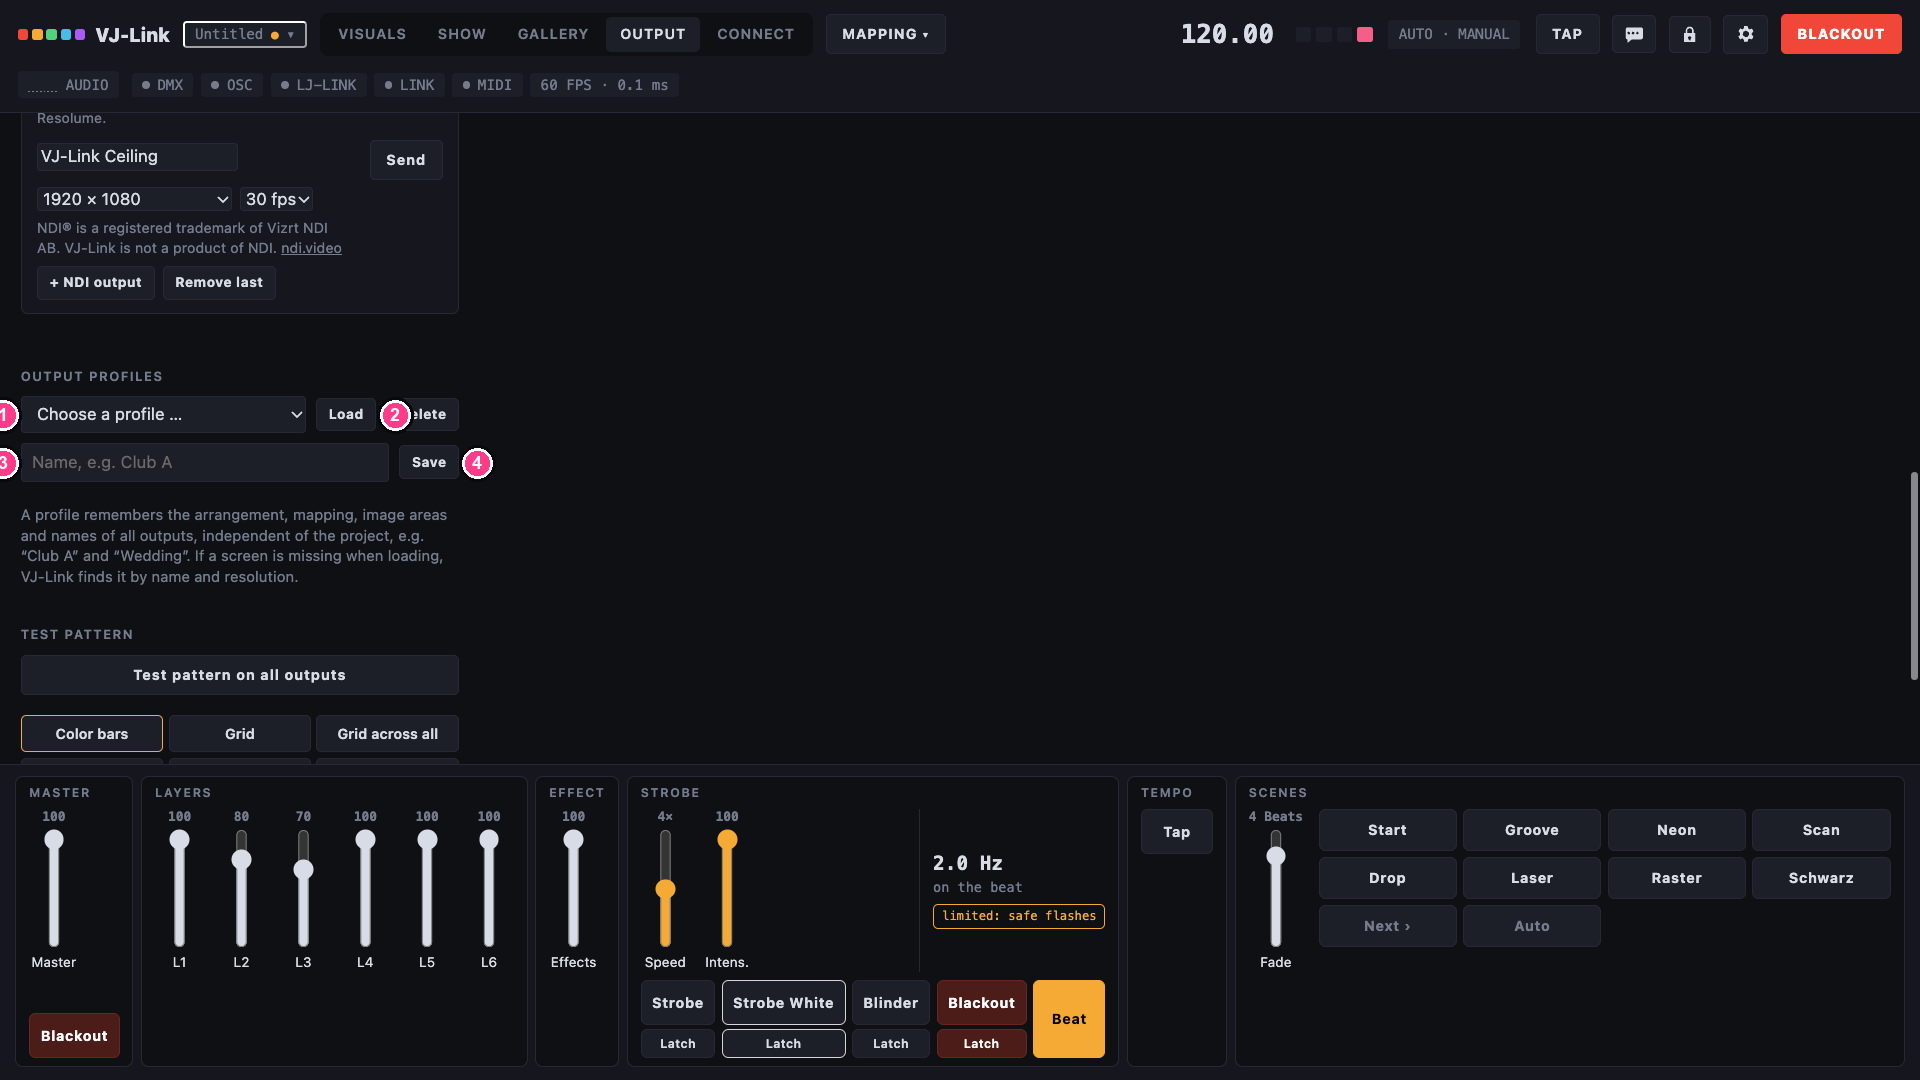 VJ-Link
Untitled
VISUALS
SHOW
GALLERY
OUTPUT
CONNECT
MAPPING
120.00
AUTO · MANUAL
TAP
BLACKOUT
AUDIO
DMX
OSC
LJ-LINK
LINK
MIDI
60 FPS · 0.1 ms
Resolume.
VJ-Link Ceiling
Send
1920 × 1080
30 fps
NDI® is a registered trademark of Vizrt NDI
AB. VJ-Link is not a product of NDI. ndi.video
+ NDI output
Remove last
OUTPUT PROFILES
1
Choose a profile ...
Load
2
elete
3
Name, e.g. Club A
Save
4
A profile remembers the arrangement, mapping, image areas
and names of all outputs, independent of the project, e.g.
“Club A” and “Wedding”. If a screen is missing when loading,
VJ-Link finds it by name and resolution.
TEST PATTERN
Test pattern on all outputs
Color bars
Grid
Grid across all
MASTER
100
Master
Blackout
LAYERS
100 80 70 100 100 100
L1 L2 L3 L4 L5 L6
EFFECT
100
Effects
STROBE
4× 100
Speed Intens.
2.0 Hz
on the beat
limited: safe flashes
Strobe
Strobe White
Blinder
Blackout
Beat
Latch
Latch
Latch
Latch
TEMPO
Tap
SCENES
4 Beats
Fade
Start
Groove
Neon
Scan
Drop
Laser
Raster
Schwarz
Next ›
Auto